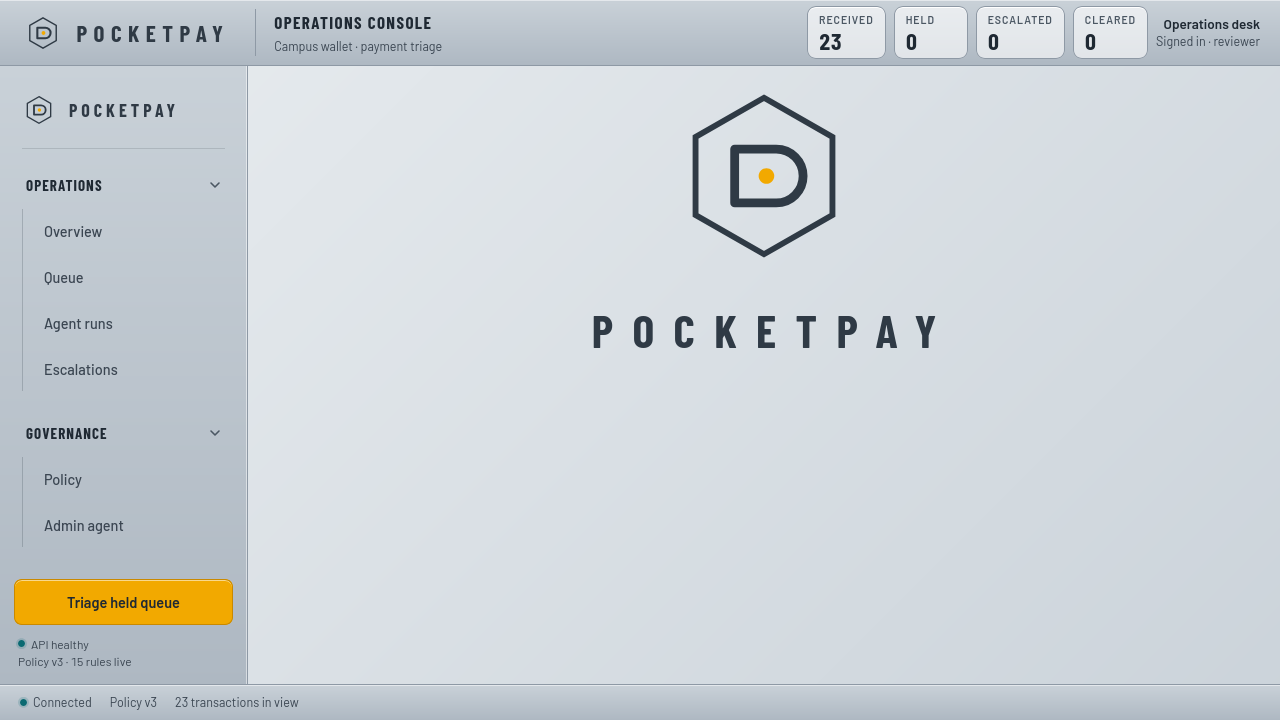 POCKETPAY
OPERATIONS CONSOLE
Campus wallet · payment triage
RECEIVED
23
HELD
0
ESCALATED
0
CLEARED
0
Operations desk
Signed in · reviewer
POCKETPAY
OPERATIONS
Overview
Queue
Agent runs
Escalations
GOVERNANCE
Policy
Admin agent
Triage held queue
API healthy
Policy v3 · 15 rules live
POCKETPAY
Connected
Policy v3
23 transactions in view